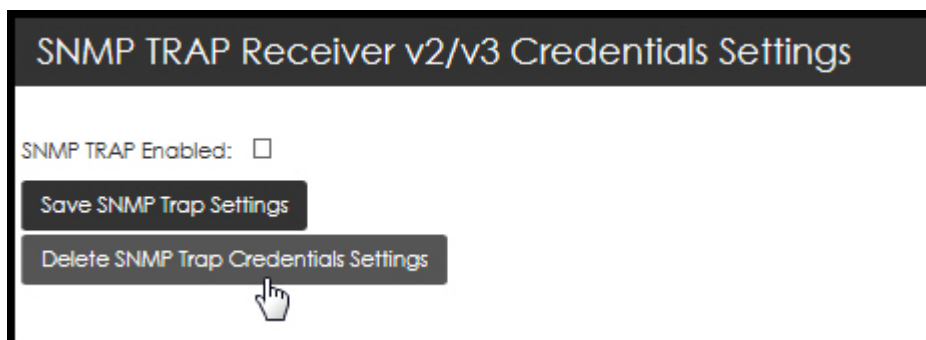 SNMP TRAP Receiver v2/v3 Credentials Settings
SNMP TRAP Enabled:
Save SNMP Trap Settings
Delete SNMP Trap Credentials Settings